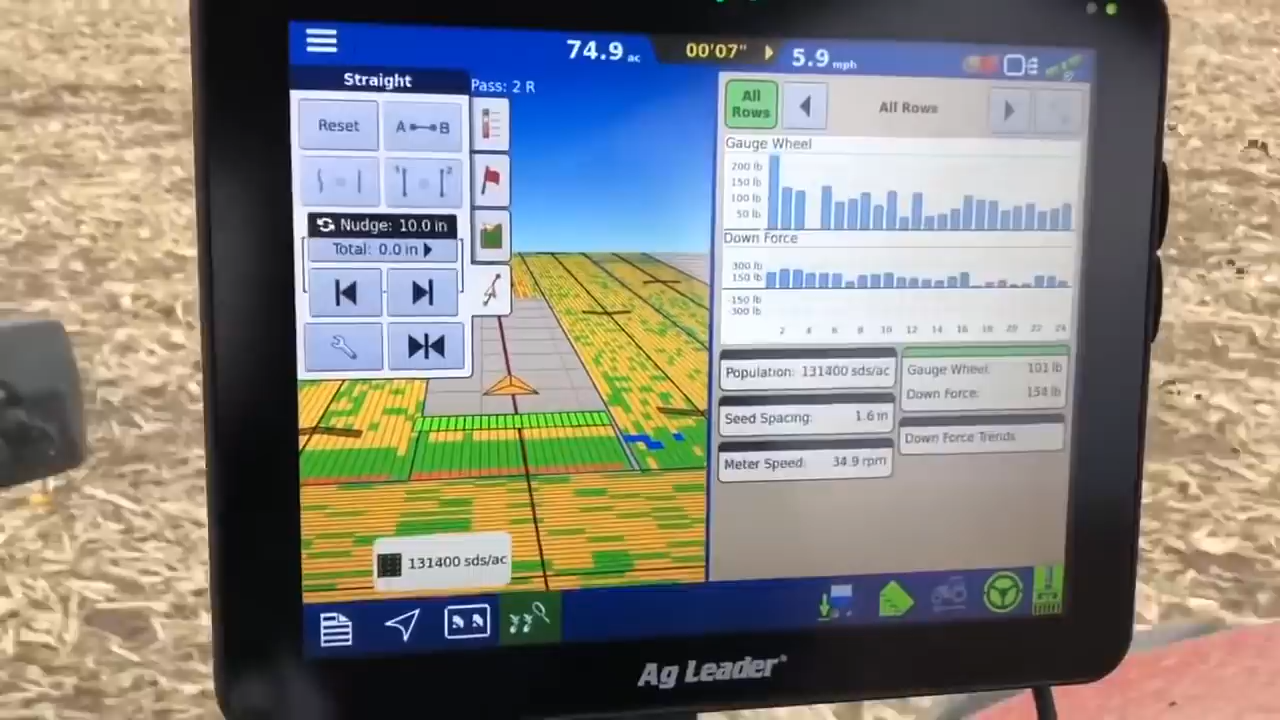 74.9 ac
00'07"
5.9 mph
Straight
Pass: 2 R
Reset
A B
Nudge: 10.0 in
Total: 0.0 in
All Rows
All Rows
Gauge Wheel
200 lb
150 lb
100 lb
50 lb
Down Force
300 lb
150 lb
-150 lb
300 lb
2 4 6 8 10 12 14 16 18 20 22 24
Population: 131400 sds/ac
Seed Spacing: 1.6 in
Meter Speed: 34.9 rpm
Gauge Wheel: 101 lb
Down Force: 154 lb
Down Force Trends
131400 sds/ac
Ag Leader